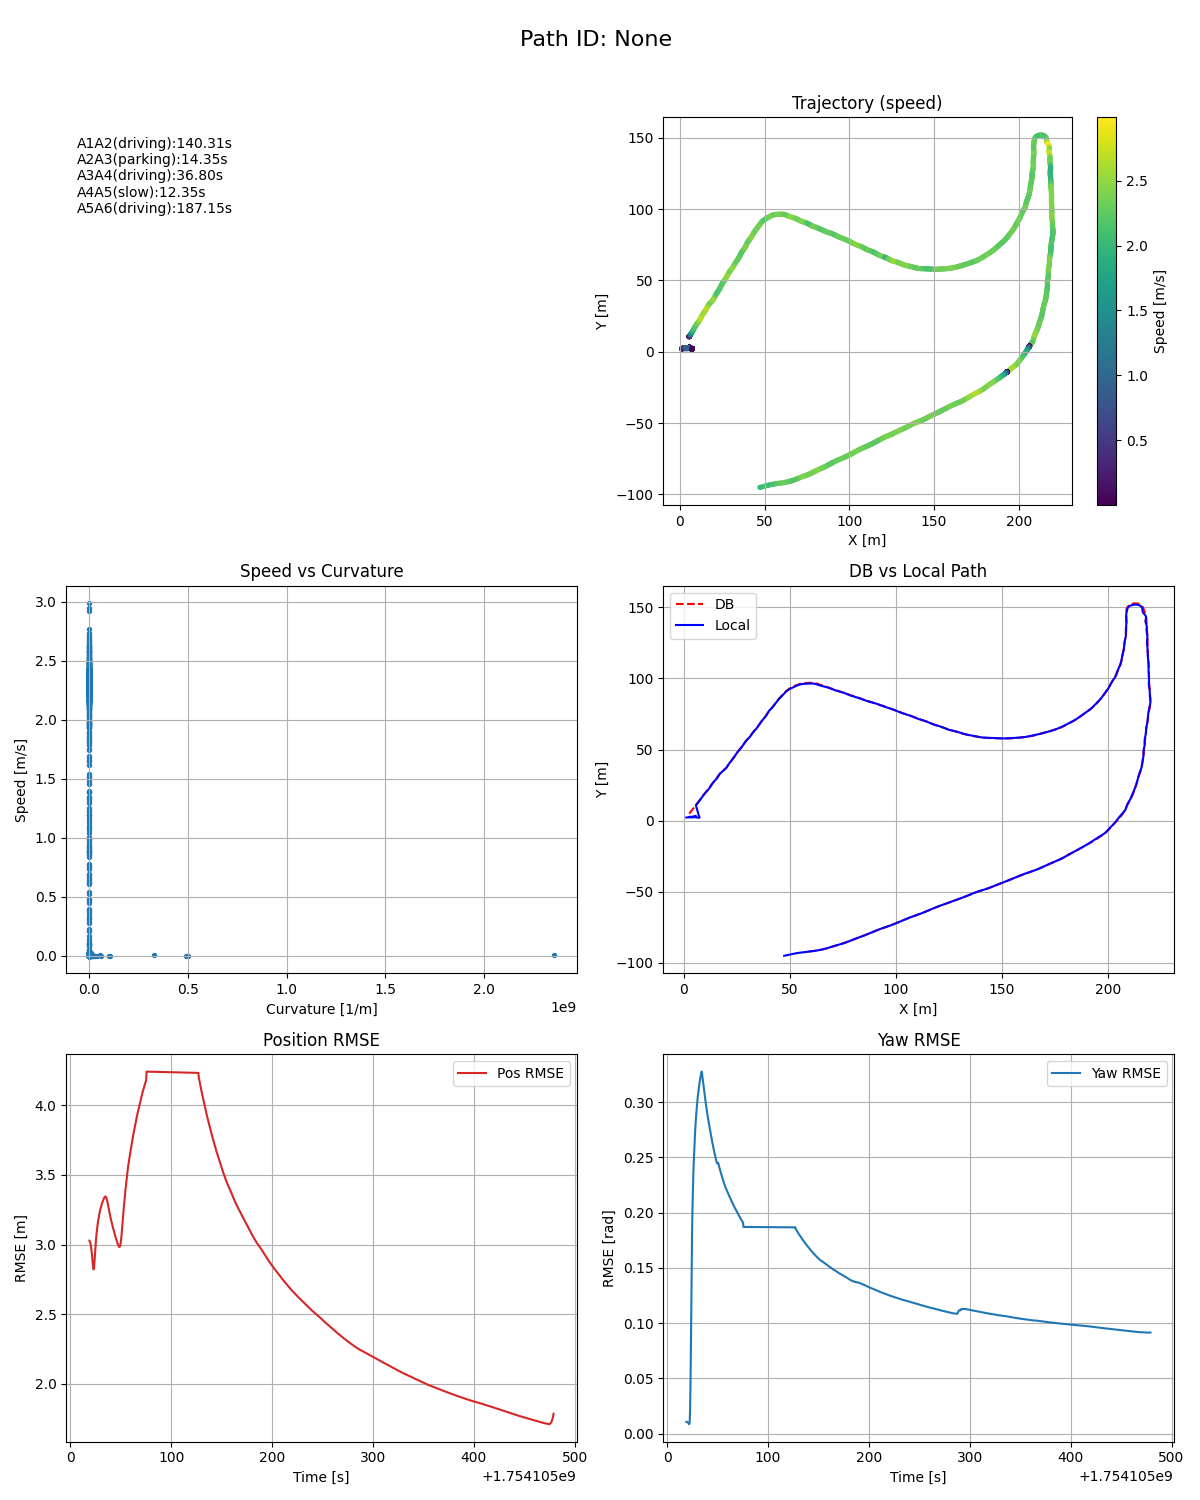 Path ID: None
A1A2(driving):140.31s
A2A3(parking):14.35s
A3A4(driving):36.80s
A4A5(slow):12.35s
A5A6(driving):187.15s
Trajectory (speed)
150
100
50
0
−50
−100
Y [m]
0 50 100 150 200
X [m]
2.5
2.0
1.5
1.0
0.5
Speed [m/s]
Speed vs Curvature
3.0
2.5
2.0
1.5
1.0
0.5
0.0
Speed [m/s]
0.0 0.5 1.0 1.5 2.0
Curvature [1/m]
1e9
DB vs Local Path
DB
Local
150
100
50
0
−50
−100
Y [m]
0 50 100 150 200
X [m]
Position RMSE
Pos RMSE
4.0
3.5
3.0
2.5
2.0
RMSE [m]
0 100 200 300 400 500
Time [s]
+1.754105e9
Yaw RMSE
Yaw RMSE
0.30
0.25
0.20
0.15
0.10
0.05
0.00
RMSE [rad]
0 100 200 300 400 500
Time [s]
+1.754105e9